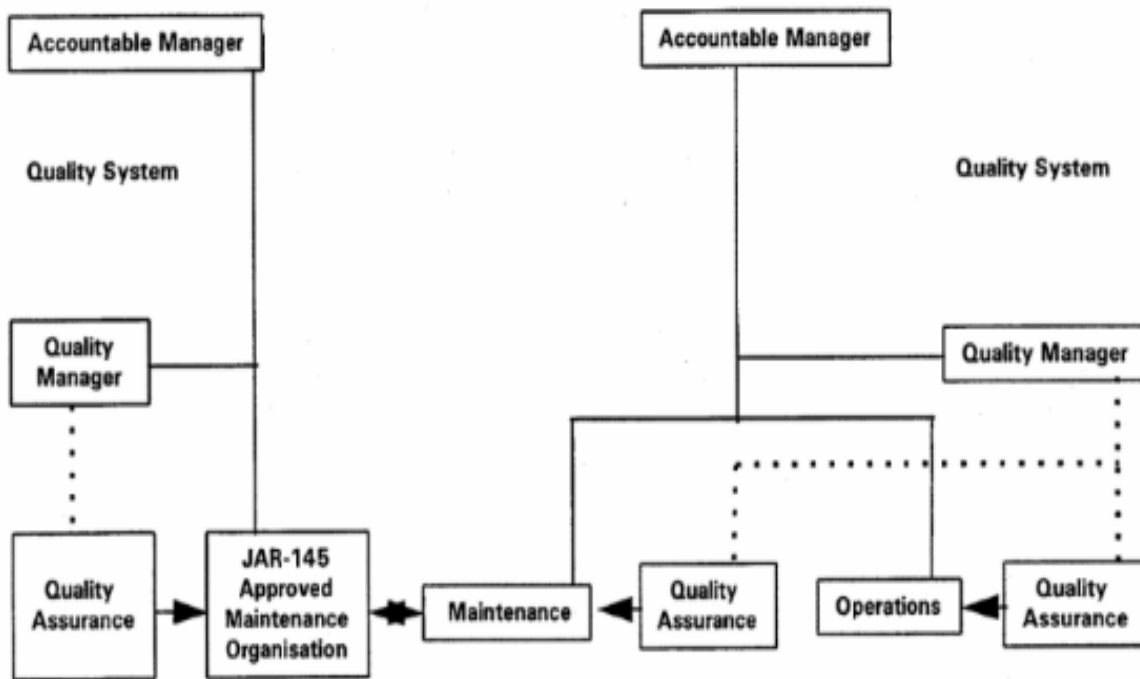 Accountable Manager
Accountable Manager
Quality System
Quality System
Quality
Manager
Quality Manager
Quality
Assurance
JAR-145
Approved
Maintenance
Organisation
Maintenance
Quality
Assurance
Operations
Quality
Assurance